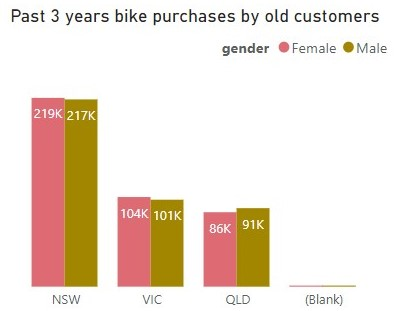 Past 3 years bike purchases by old customers
gender Female Male
219K 217K
104K 101K
86K 91K
NSW VIC QLD (Blank)